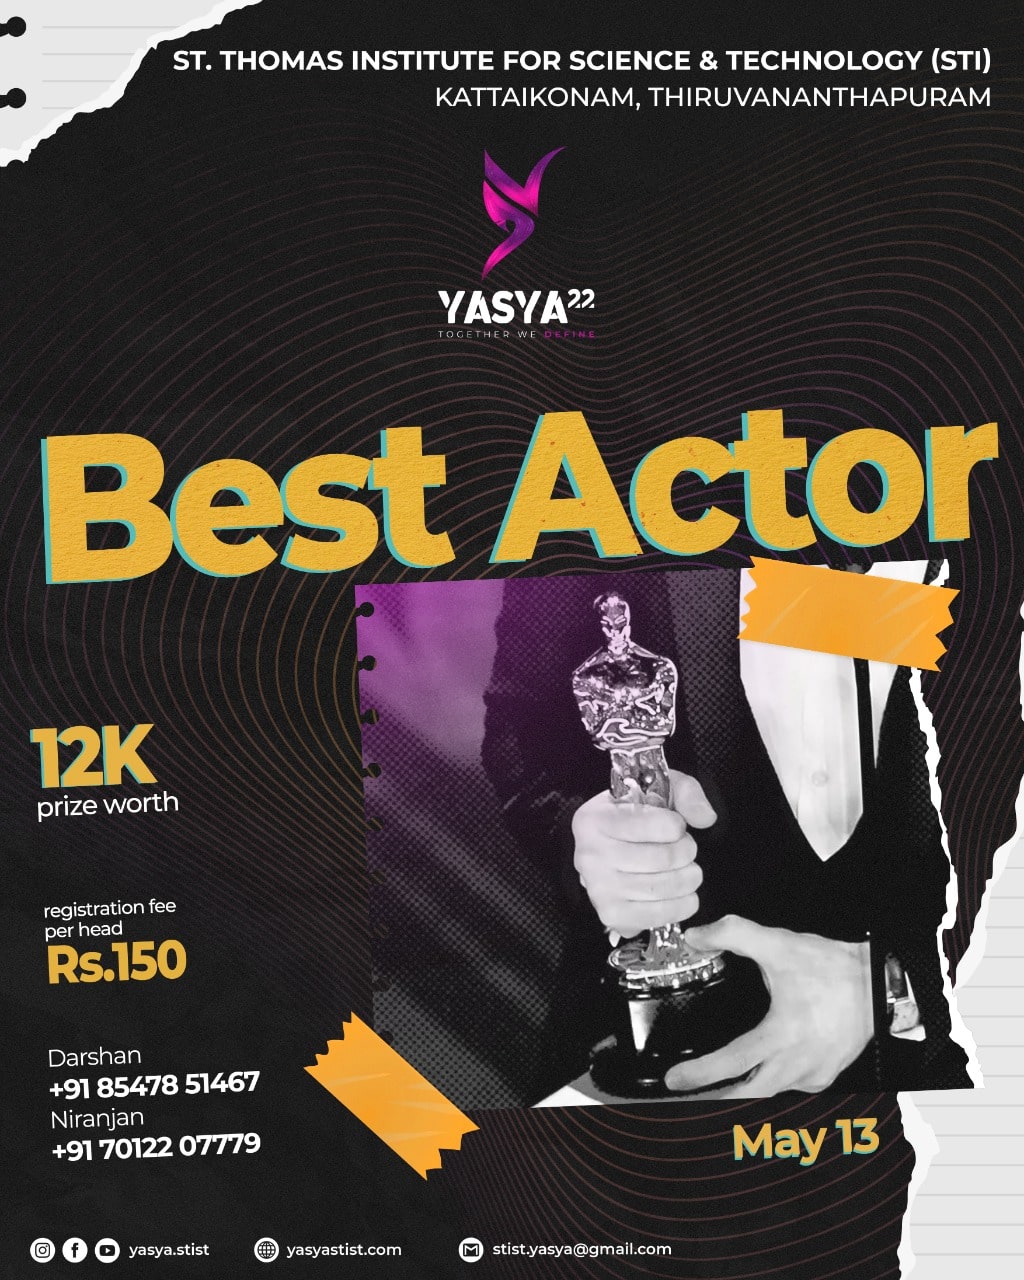 ST. THOMAS INSTITUTE FOR SCIENCE & TECHNOLOGY (STI)
KATTAIKONAM, THIRUVANANTHAPURAM
YASYA22
TOGETHER WE DEFINE
Best Actor
12K
prize worth
registration fee
per head
Rs.150
Darshan
+91 85478 51467
Niranjan
+91 70122 07779
May 13
yasya.stist
yasyastist.com
stist.yasya@gmail.com